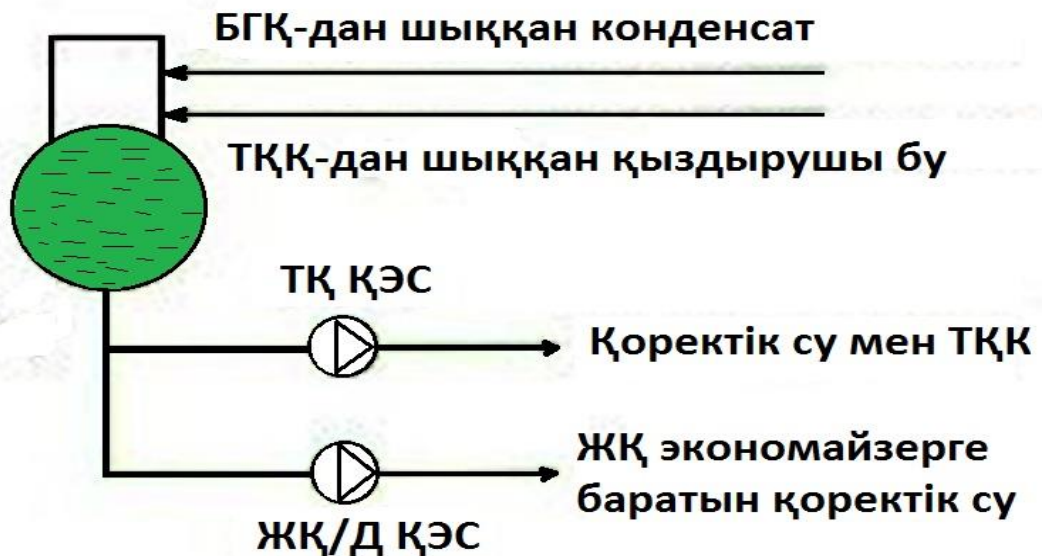 БГҚ-дан шыққан конденсат
ТҚҚ-дан шыққан қыздырушы бу
ТҚ ҚЭС
Қоректік су мен ТҚК
ЖҚ экономайзерге
баратын қоректік су
ЖҚ/Д ҚЭС